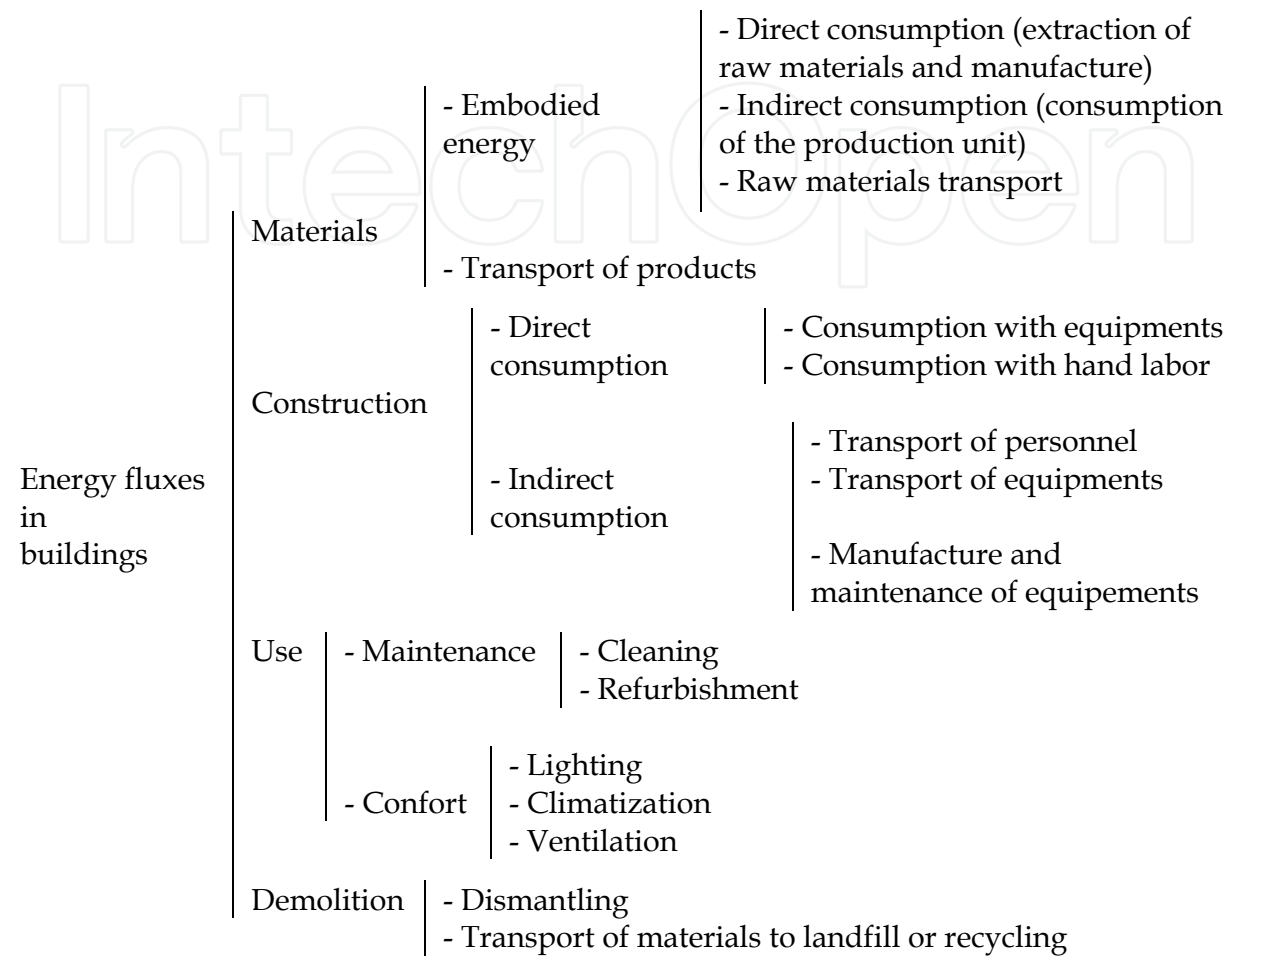 - Direct consumption (extraction of
raw materials and manufacture)
- Embodied
energy
- Indirect consumption (consumption
of the production unit)
- Raw materials transport
Materials
- Transport of products
- Direct
consumption
- Consumption with equipments
- Consumption with hand labor
Construction
- Transport of personnel
- Indirect
consumption
- Transport of equipments
- Manufacture and
maintenance of equipements
Energy fluxes
in
buildings
Use
- Maintenance
- Cleaning
- Refurbishment
- Confort
- Lighting
- Climatization
- Ventilation
Demolition
- Dismantling
- Transport of materials to landfill or recycling
IntechOpen